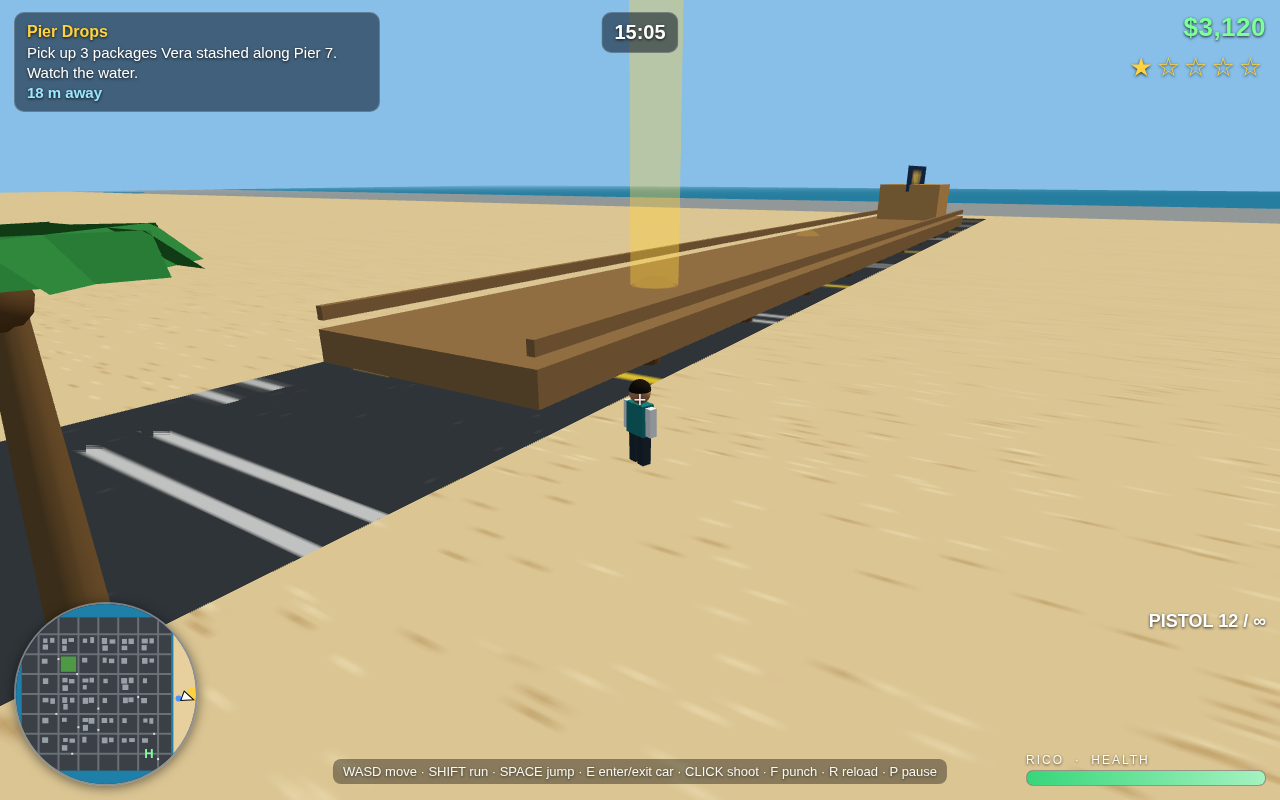 Pier Drops
Pick up 3 packages Vera stashed along Pier 7.
Watch the water.
18 m away
15:05
$3,120
PISTOL 12 / ∞
H
RICO · HEALTH
WASD move · SHIFT run · SPACE jump · E enter/exit car · CLICK shoot · F punch · R reload · P pause